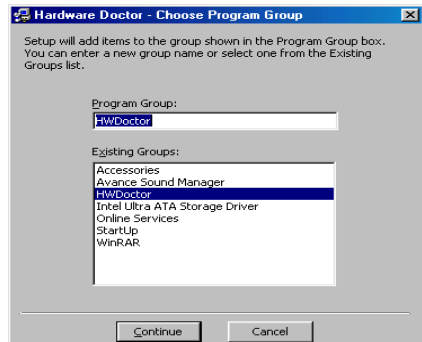 Hardware Doctor - Choose Program Group
Setup will add items to the group shown in the Program Group box.
You can enter a new group name or select one from the Existing
Groups list.
Program Group:
HWDoctor
Existing Groups:
Accessories
Avance Sound Manager
HWDoctor
Intel Ultra ATA Storage Driver
Online Services
StartUp
WinRAR
Continue Cancel